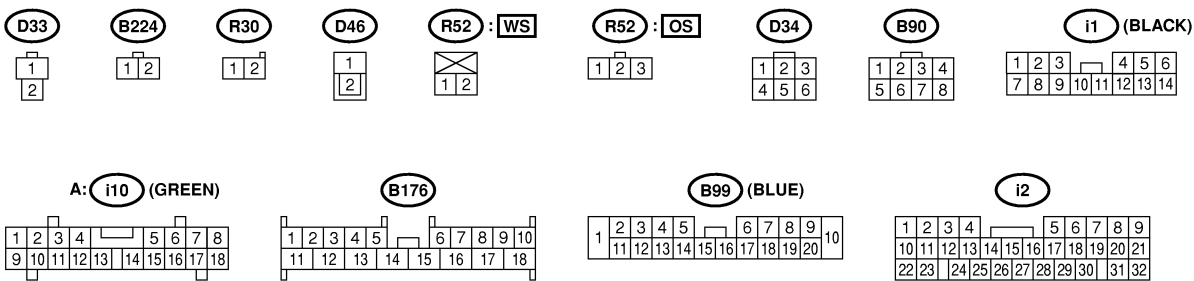 D33 B224 R30 D46 R52 : WS R52 : OS D34 B90 i1 (BLACK)
1 1 2 1 2 1 1 2 3 1 2 3 1 2 3 4 1 2 3 4 5 6
2 2 1 2 4 5 6 5 6 7 8 7 8 9 10 11 12 13 14
A: i10 (GREEN) B176 B99 (BLUE) i2
1 2 3 4 5 6 7 8 1 2 3 4 5 6 7 8 9 10 1 2 3 4 5 6 7 8 9 10 1 2 3 4 5 6 7 8 9
9 10 11 12 13 14 15 16 17 18 11 12 13 14 15 16 17 18 11 12 13 14 15 16 17 18 19 20 10 11 12 13 14 15 16 17 18 19 20 21
22 23 24 25 26 27 28 29 30 31 32